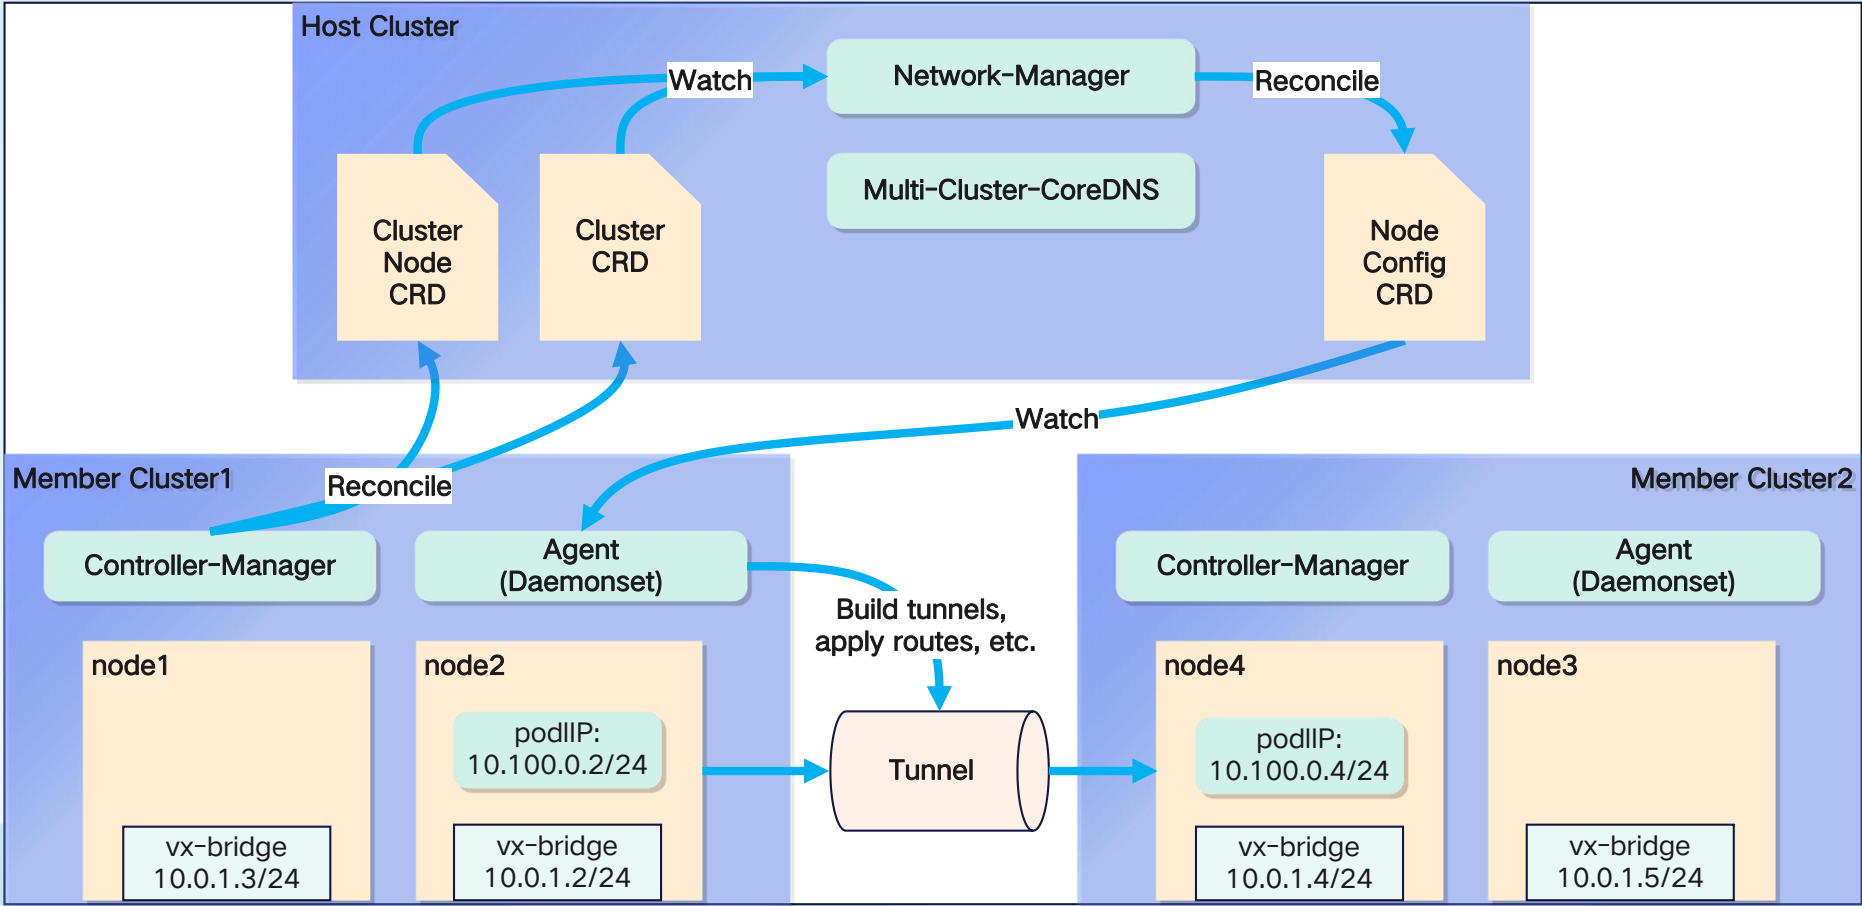 Host Cluster
Watch
Network-Manager
Reconcile
Multi-Cluster-CoreDNS
Cluster
Node
CRD
Cluster
CRD
Node
Config
CRD
Watch
Member Cluster1
Reconcile
Controller-Manager
Agent
(Daemonset)
Build tunnels,
apply routes, etc.
node1
node2
podIIP:
10.100.0.2/24
vx-bridge
10.0.1.3/24
vx-bridge
10.0.1.2/24
Tunnel
Member Cluster2
Controller-Manager
Agent
(Daemonset)
node4
node3
podIIP:
10.100.0.4/24
vx-bridge
10.0.1.4/24
vx-bridge
10.0.1.5/24